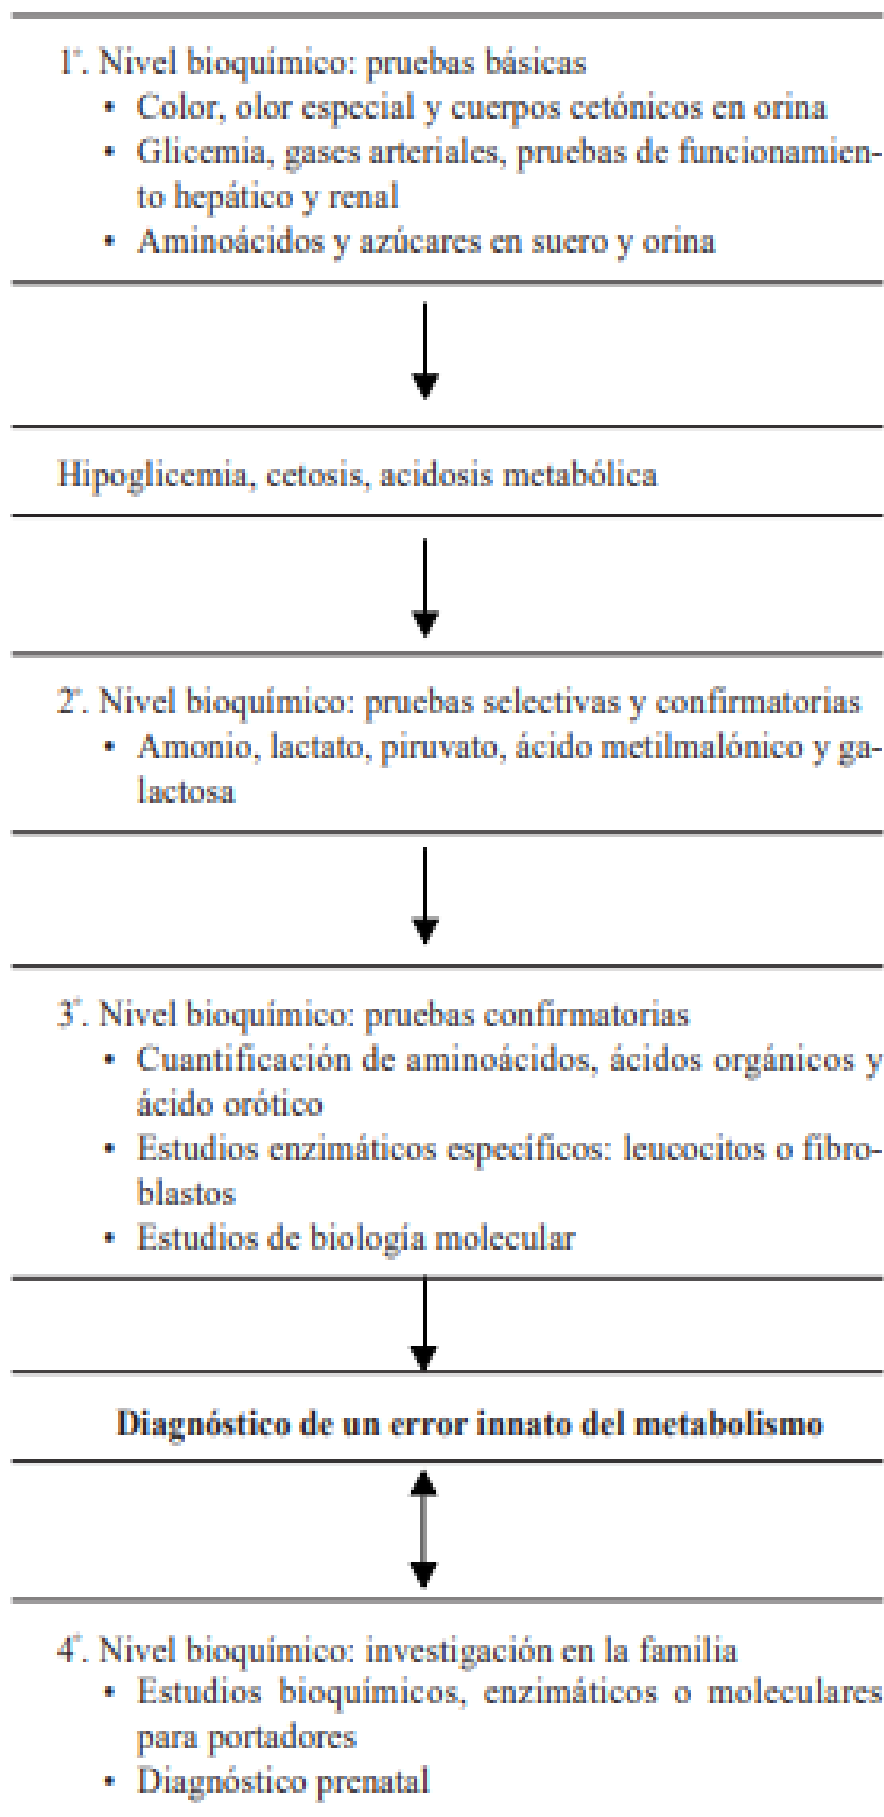 1°. Nivel bioquímico: pruebas básicas
• Color, olor especial y cuerpos cetónicos en orina
• Glicemia, gases arteriales, pruebas de funcionamien-
to hepático y renal
• Aminoácidos y azúcares en suero y orina
Hipoglicemia, cetosis, acidosis metabólica
2°. Nivel bioquímico: pruebas selectivas y confirmatorias
• Amonio, lactato, piruvato, ácido metilmalónico y ga-
lactosa
3°. Nivel bioquímico: pruebas confirmatorias
• Cuantificación de aminoácidos, ácidos orgánicos y
ácido orótico
• Estudios enzimáticos específicos: leucocitos o fibro-
blastos
• Estudios de biología molecular
Diagnóstico de un error innato del metabolismo
4°. Nivel bioquímico: investigación en la familia
• Estudios bioquímicos, enzimáticos o moleculares
para portadores
• Diagnóstico prenatal